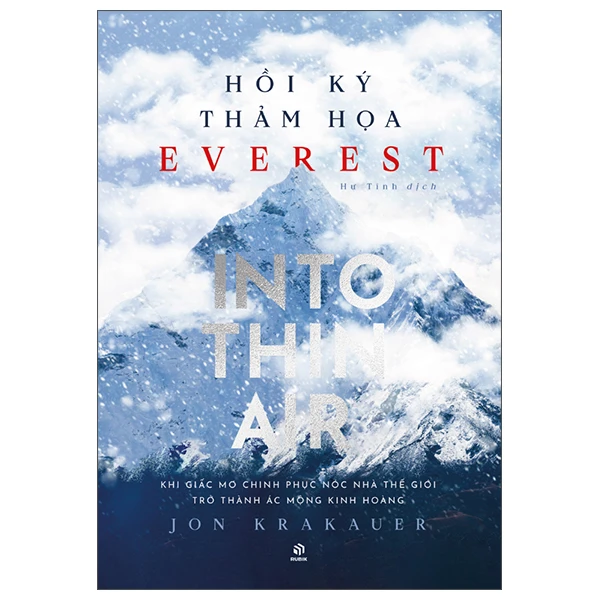 HỒI KÝ
THẢM HỌA
EVEREST
Hư Tinh dịch
INTO
THIN
AIR
KHI GIẤC MƠ CHINH PHỤC NÓC NHÀ THẾ GIỚI
TRỞ THÀNH ÁC MỘNG KINH HOÀNG
JON KRAKAUER
RUBIK